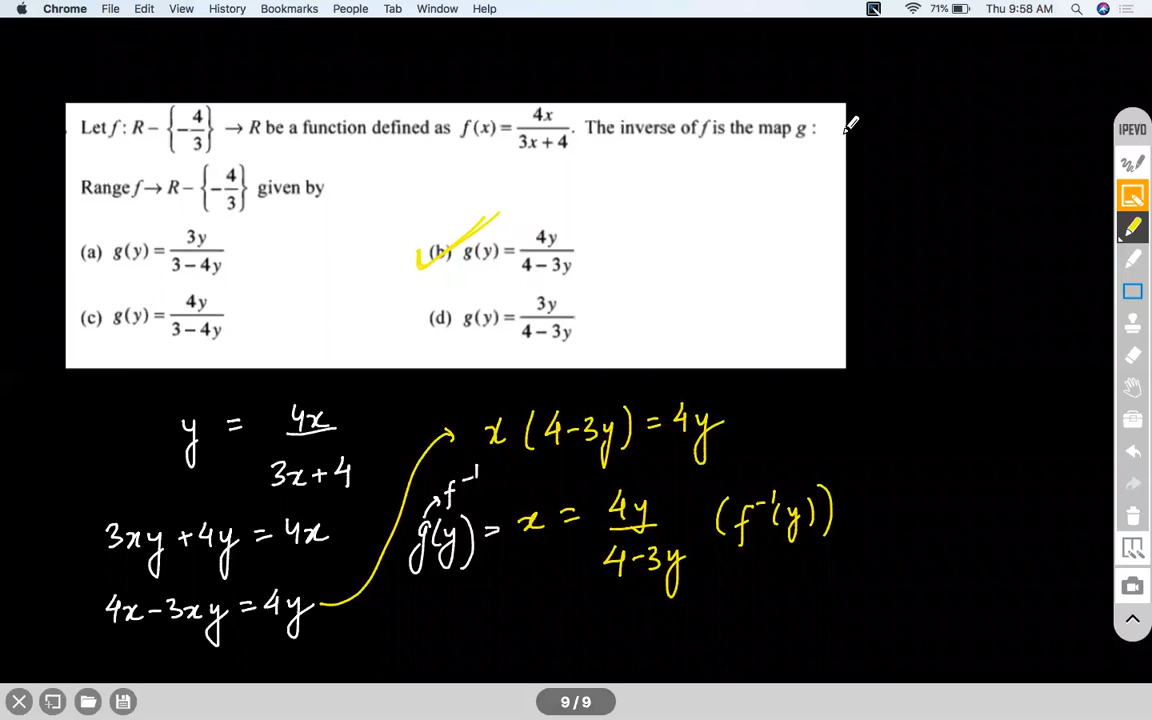 Chrome File Edit View History Bookmarks People Tab Window Help 71% Thu 9:58 AM
Let f : R – {–4/3} → R be a function defined as f(x) = 4x/(3x + 4). The inverse of f is the map g :
Range f → R – {–4/3} given by
(a) g(y) = 3y/(3 – 4y) (b) g(y) = 4y/(4 – 3y)
(c) g(y) = 4y/(3 – 4y) (d) g(y) = 3y/(4 – 3y)
y = 4x/(3x+4)
3xy + 4y = 4x
4x – 3xy = 4y
x (4 – 3y) = 4y
f⁻¹
g(y) = x = 4y/(4 – 3y) (f⁻¹(y))
IPEVO
9 / 9